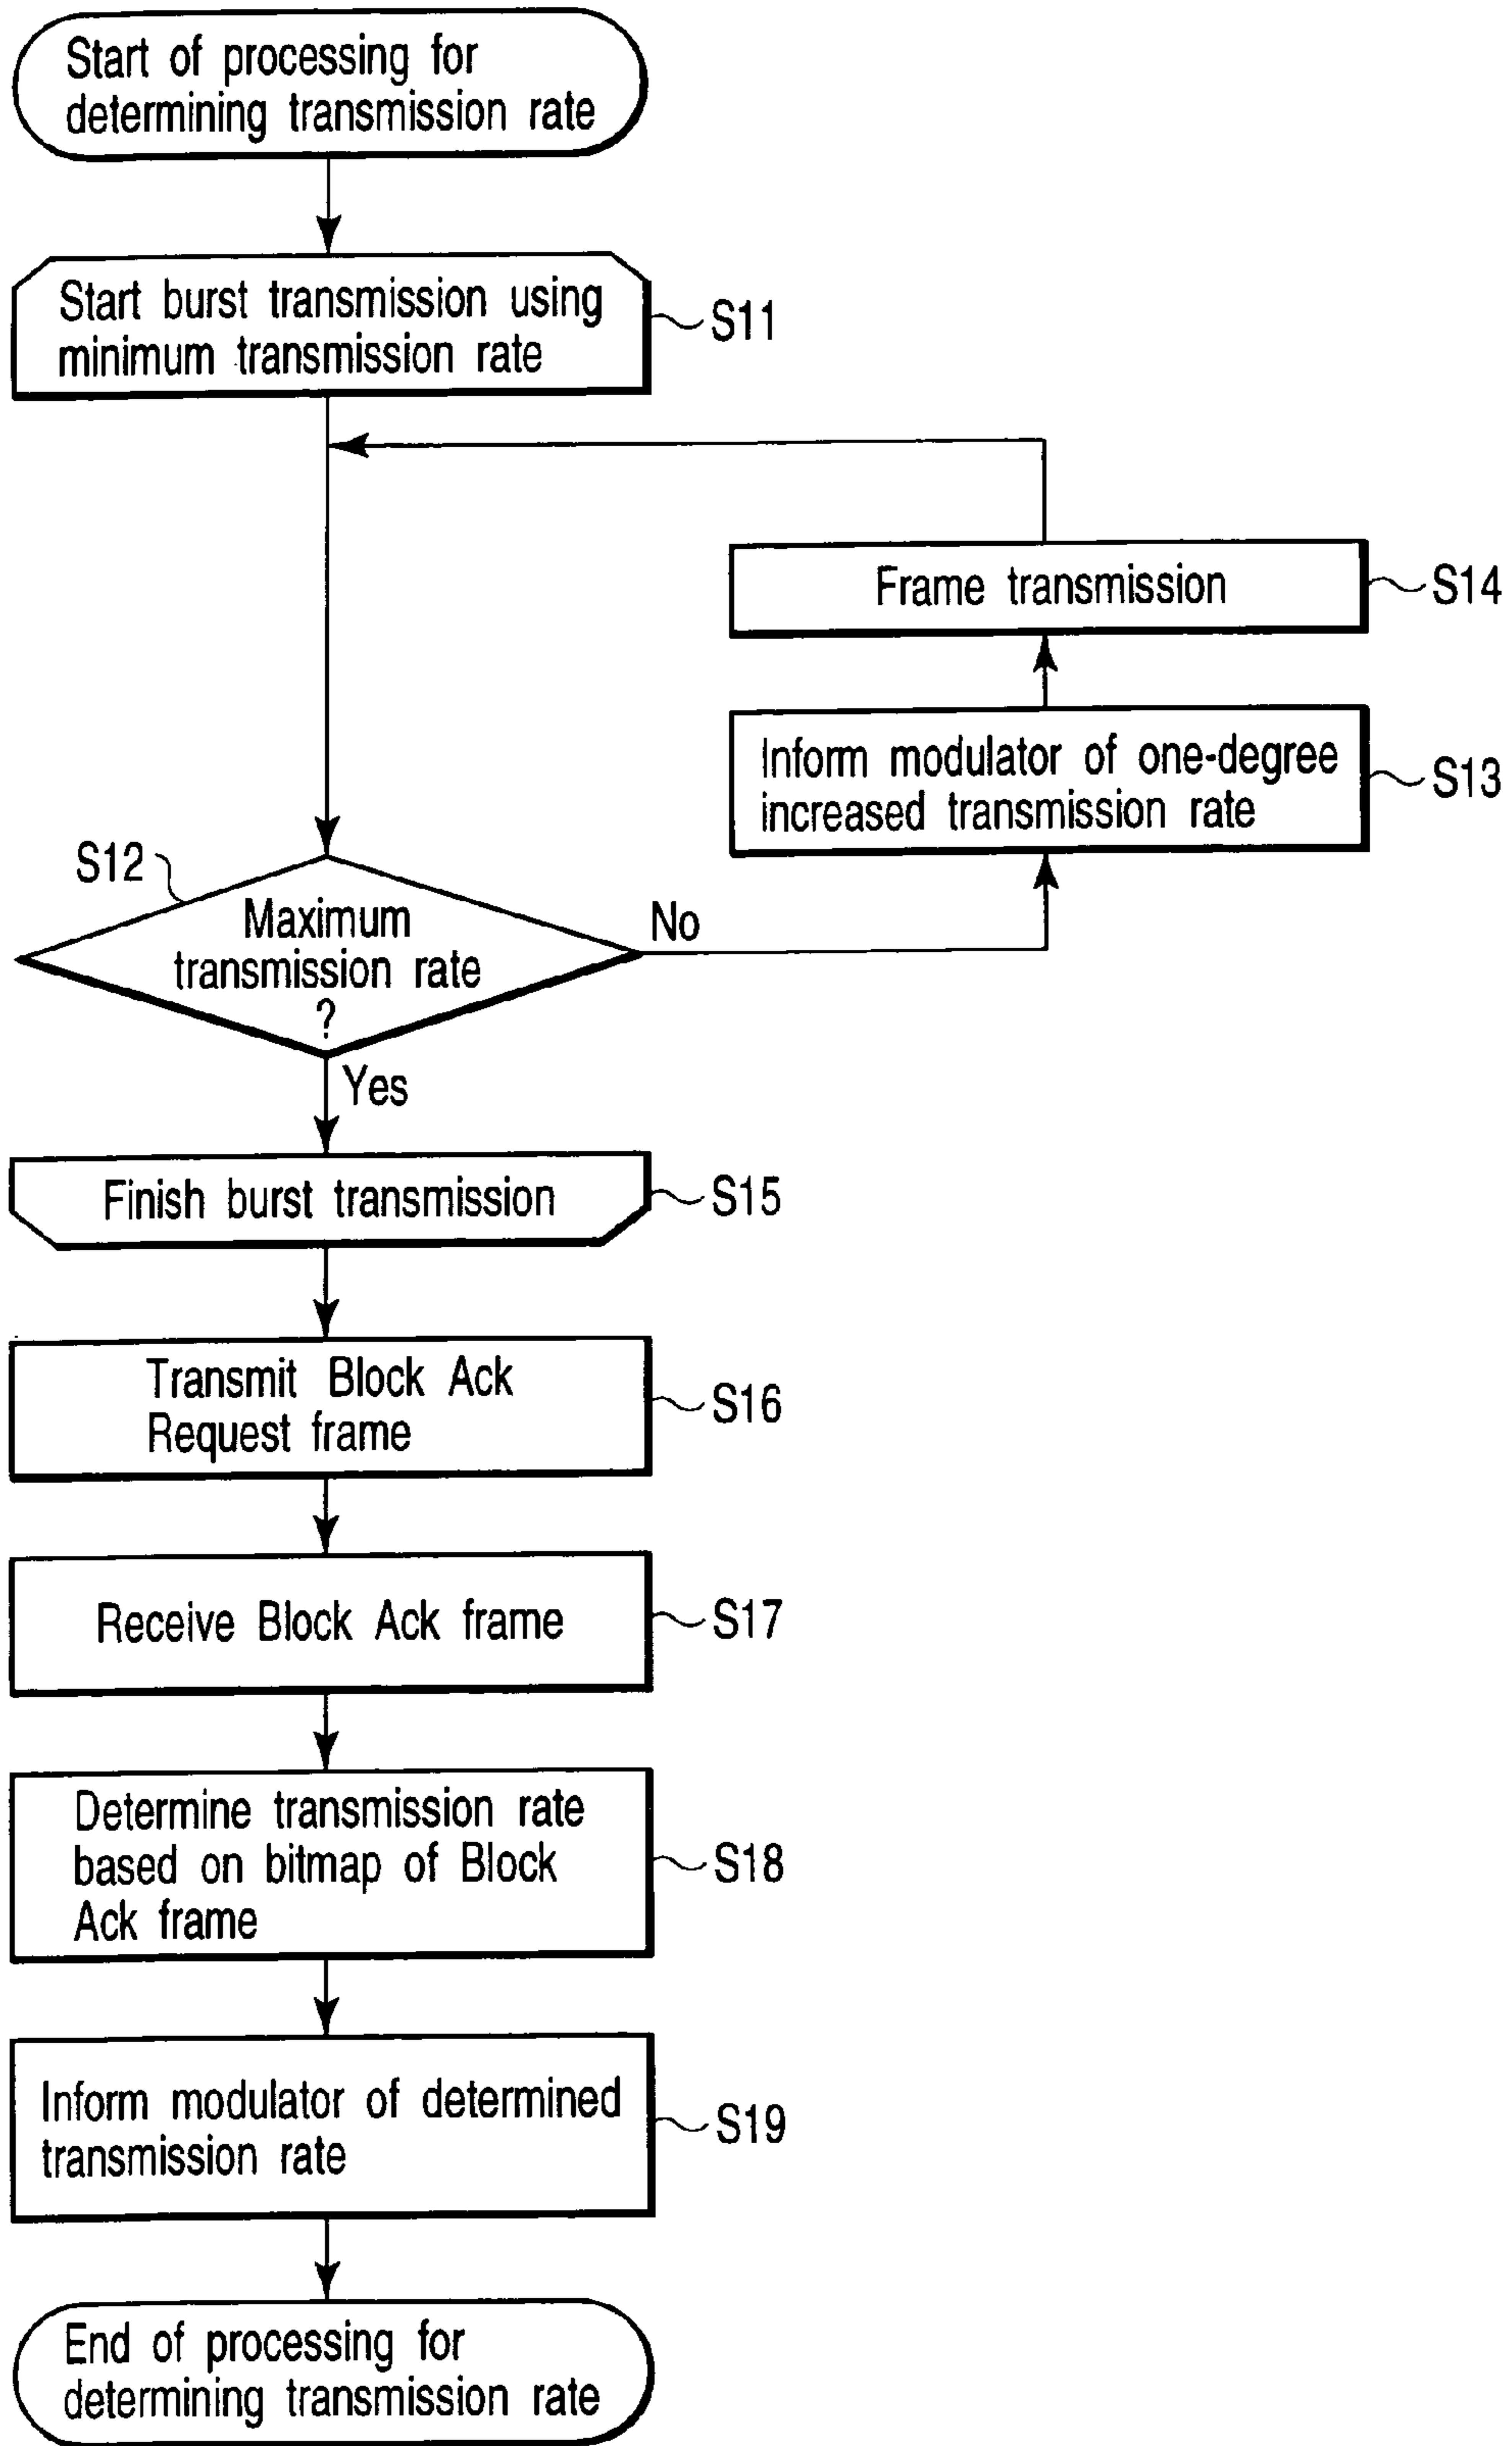 Start of processing for
determining transmission rate
Start burst transmission using
minimum transmission rate
S11
Frame transmission
S14
Inform modulator of one-degree
increased transmission rate
S13
S12
Maximum
transmission rate
?
No
Yes
Finish burst transmission
S15
Transmit Block Ack
Request frame
S16
Receive Block Ack frame
S17
Determine transmission rate
based on bitmap of Block
Ack frame
S18
Inform modulator of determined
transmission rate
S19
End of processing for
determining transmission rate